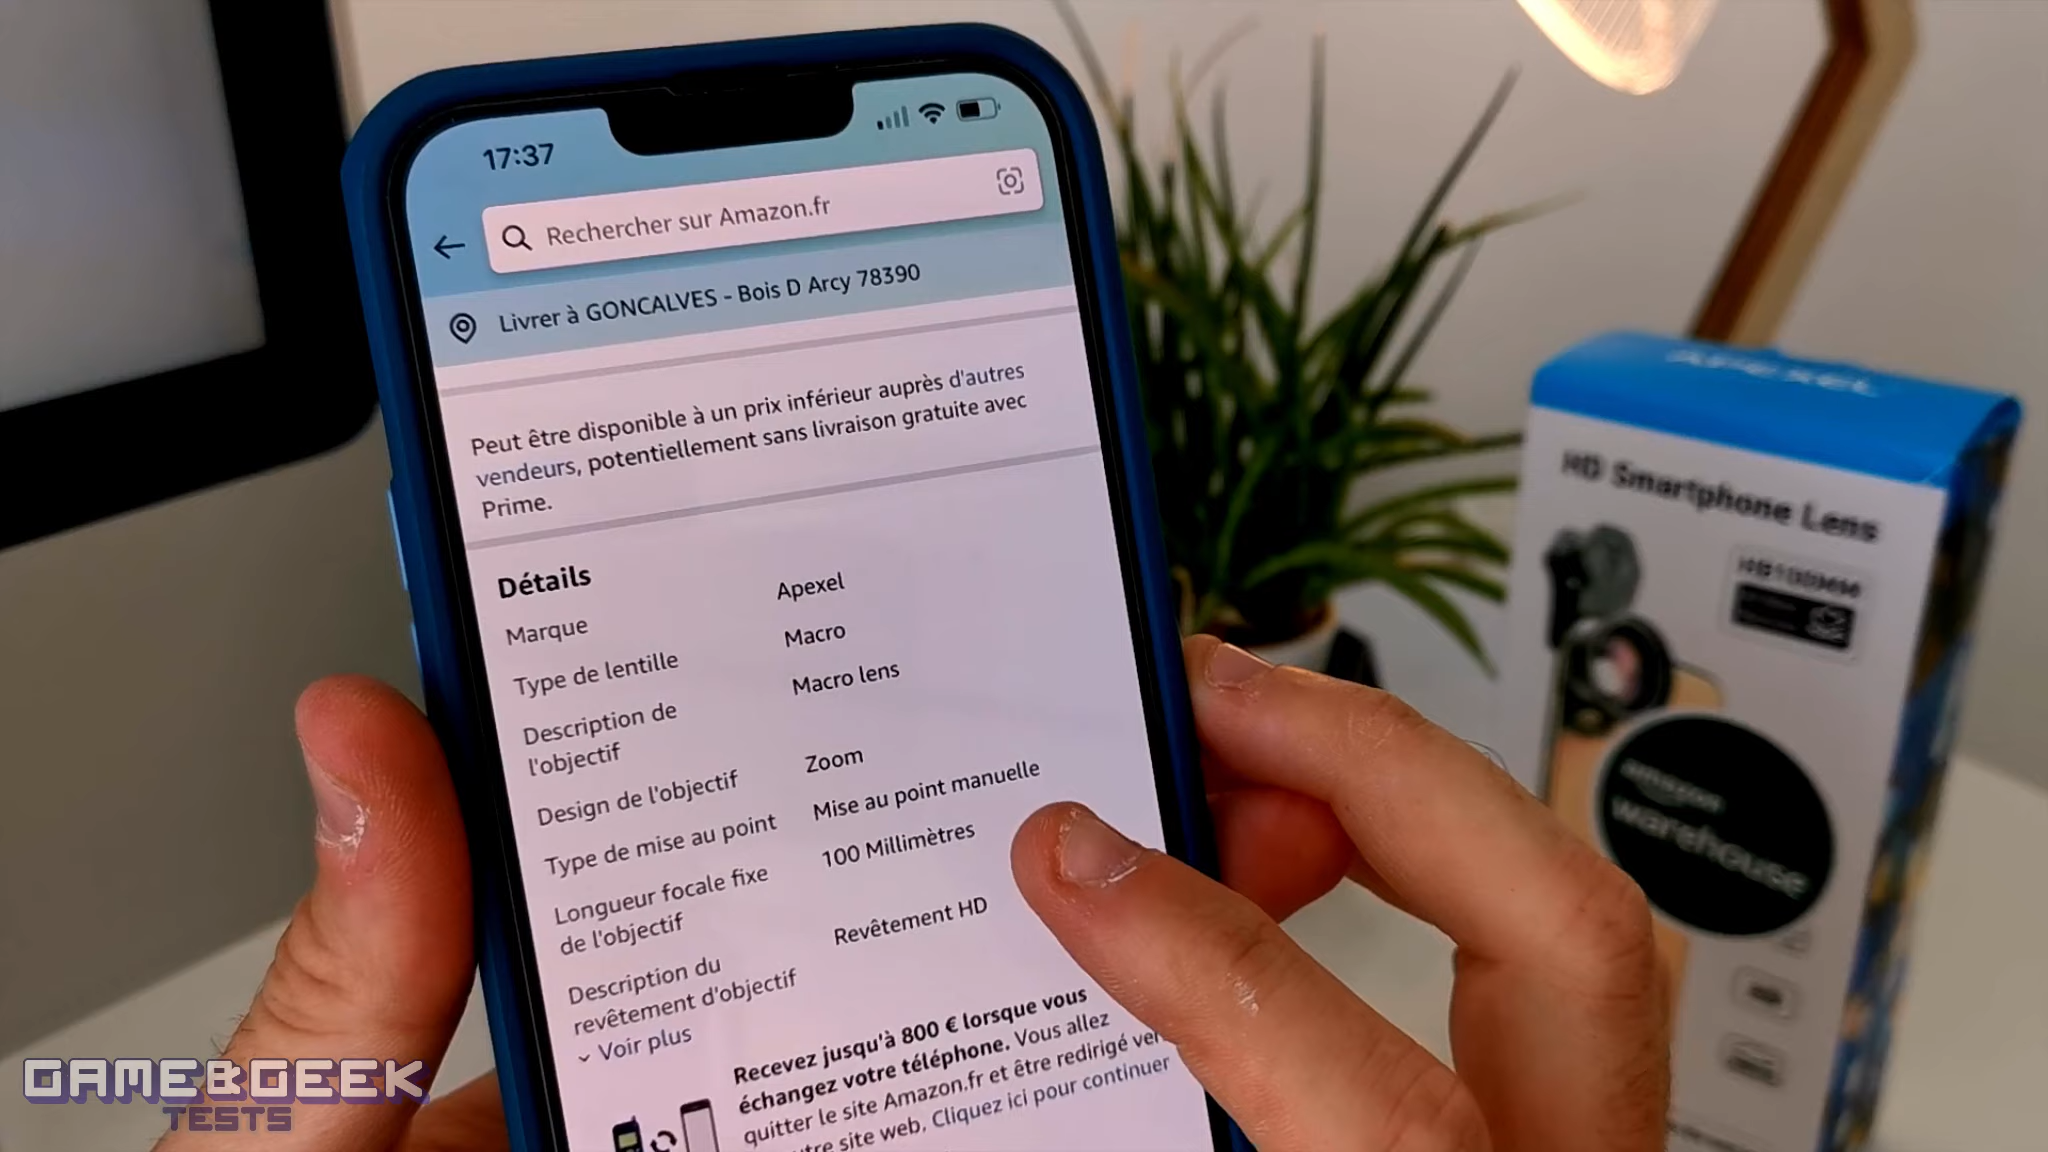 17:37
Rechercher sur Amazon.fr
Livrer à GONCALVES - Bois D Arcy 78390
Peut être disponible à un prix inférieur auprès d'autres
vendeurs, potentiellement sans livraison gratuite avec
Prime.
Détails
Marque
Apexel
Type de lentille
Macro
Description de
l'objectif
Macro lens
Design de l'objectif
Zoom
Type de mise au point
Mise au point manuelle
Longueur focale fixe
de l'objectif
100 Millimètres
Description du
revêtement d'objectif
Revêtement HD
Voir plus
Recevez jusqu'à 800 € lorsque vous
échangez votre téléphone. Vous allez
quitter le site Amazon.fr et être redirigé
site web. Cliquez ici pour continuer
APEXEL
HD Smartphone Lens
HB100MM
amazon
warehouse
GAME&GEEK
TESTS